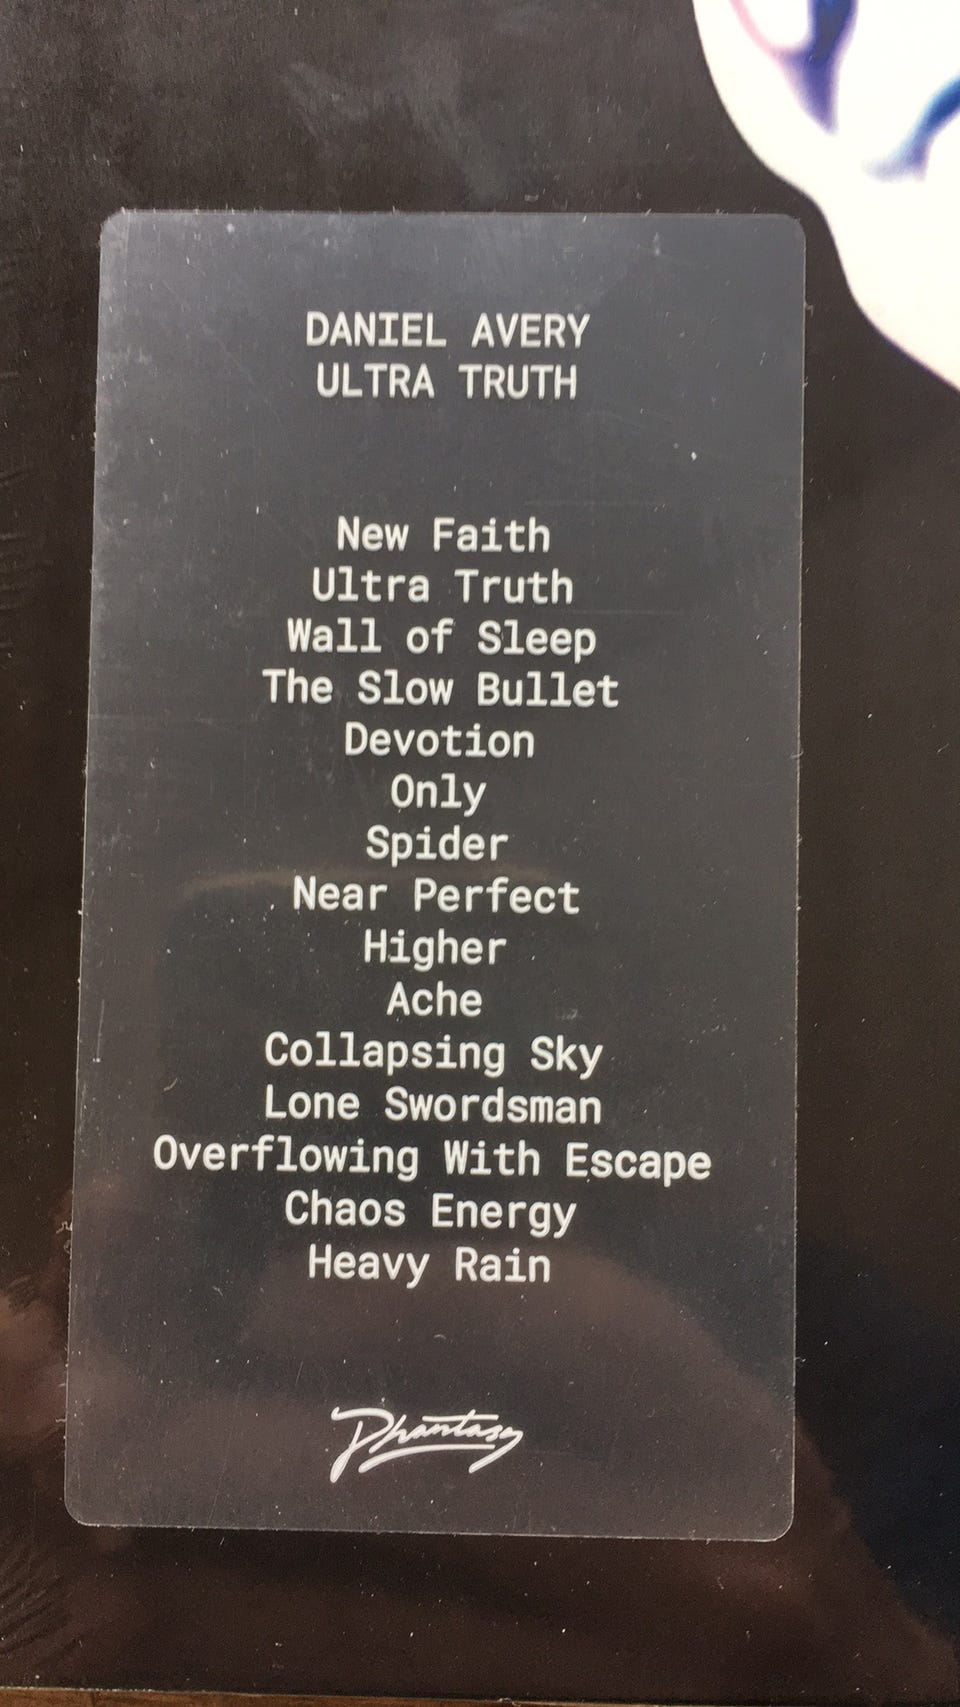 DANIEL AVERY
ULTRA TRUTH
New Faith
Ultra Truth
Wall of Sleep
The Slow Bullet
Devotion
Only
Spider
Near Perfect
Higher
Ache
Collapsing Sky
Lone Swordsman
Overflowing With Escape
Chaos Energy
Heavy Rain
Phantasy